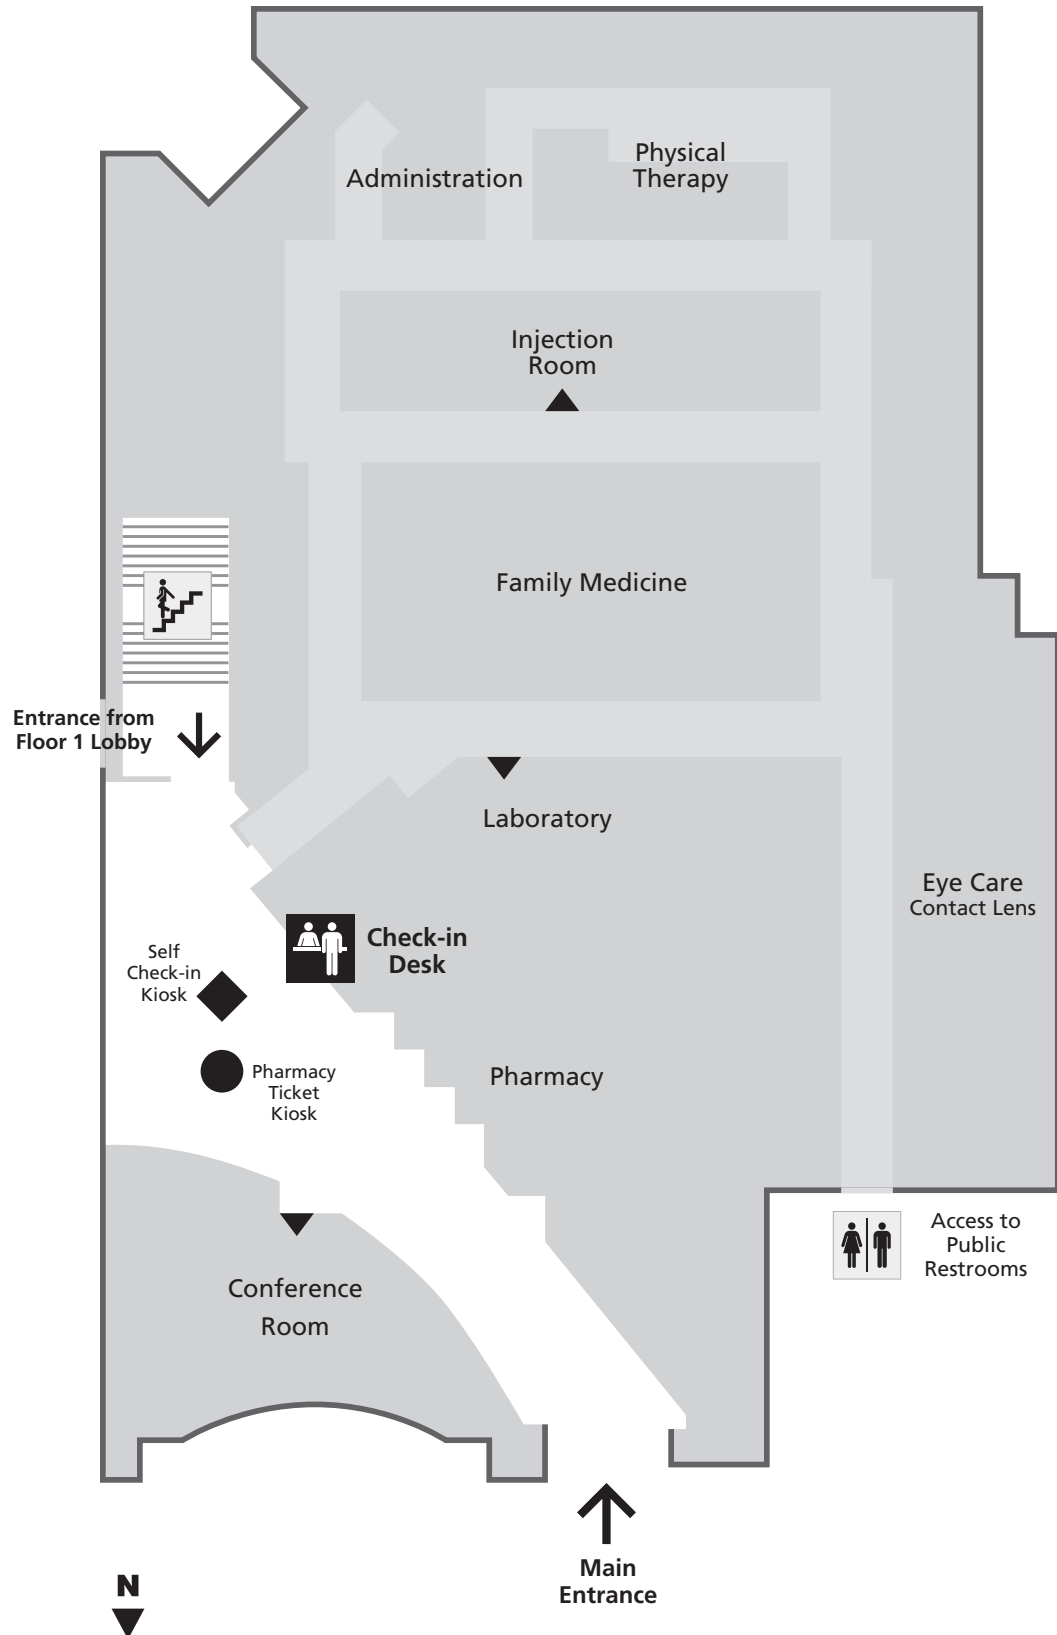 Administration
Physical
Therapy
Injection
Room
Family Medicine
Entrance from
Floor 1 Lobby
Laboratory
Eye Care
Contact Lens
Check-in
Desk
Self
Check-in
Kiosk
Pharmacy
Ticket
Kiosk
Pharmacy
Access to
Public
Restrooms
Conference
Room
Main
Entrance
N